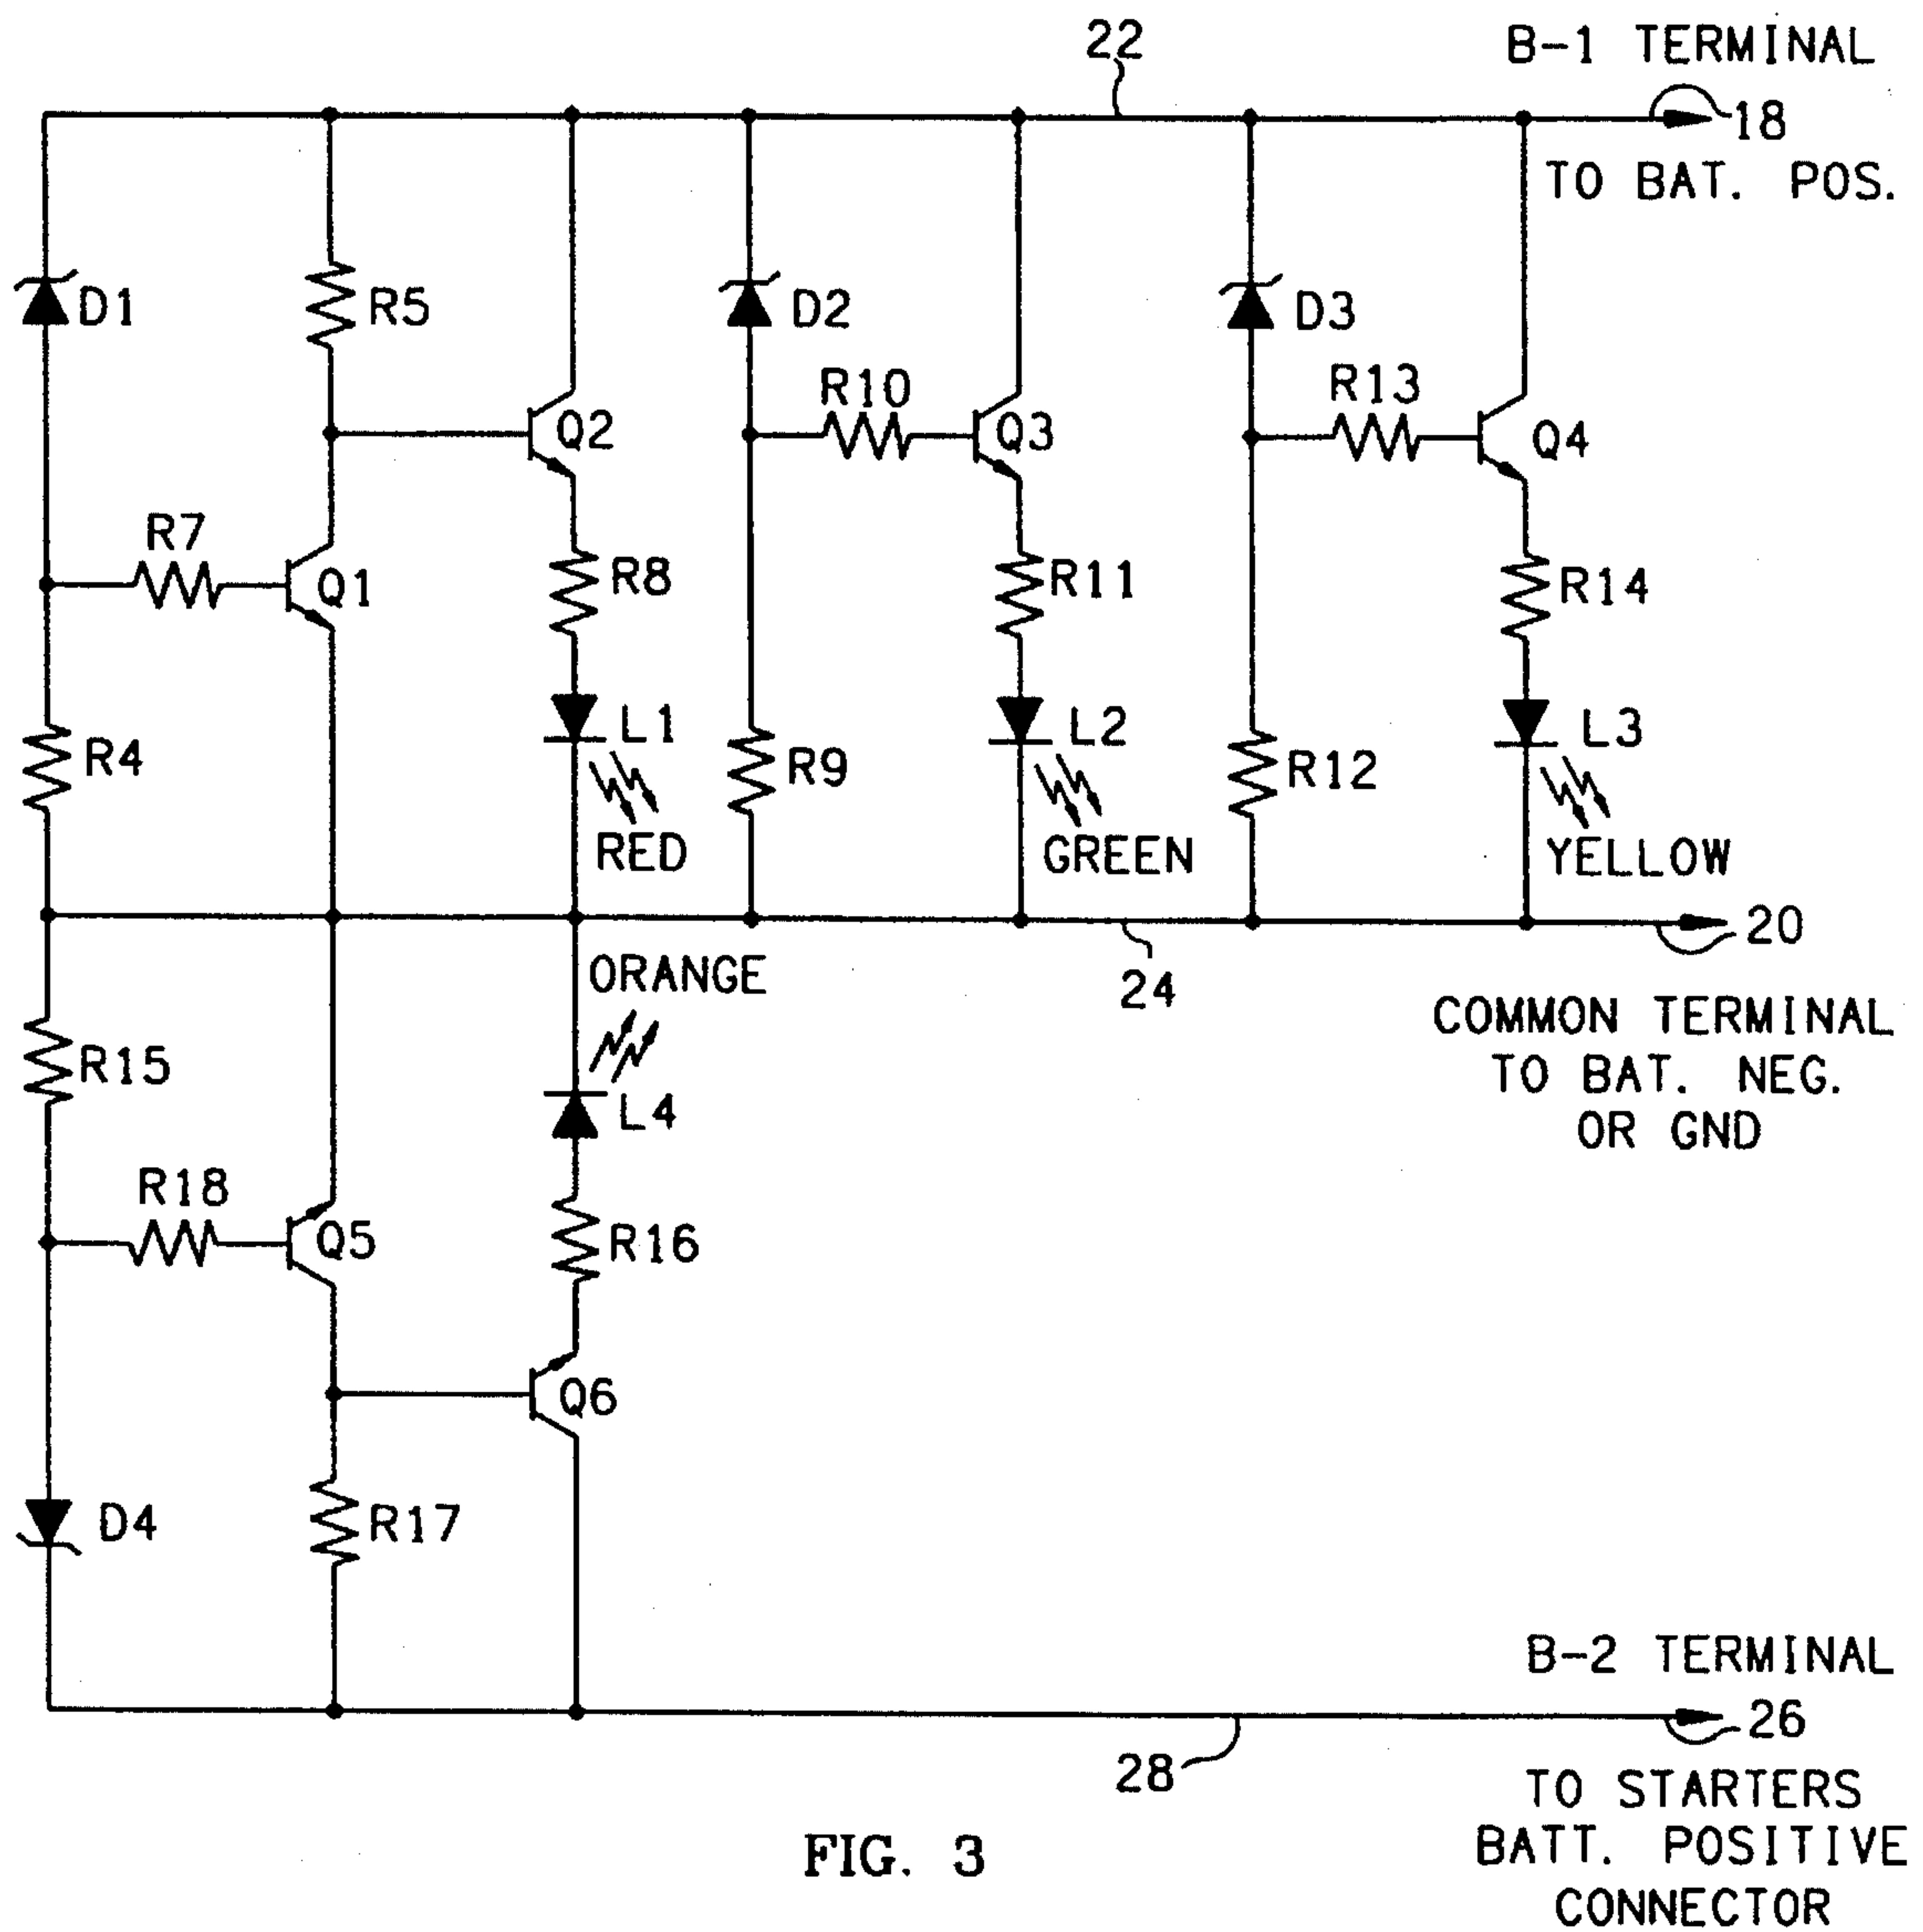 22
B-1 TERMINAL
18
TO BAT. POS.
D1
R5
D2
D3
R10
R13
Q2
Q3
Q4
R7
Q1
R8
R11
R14
L1
L2
L3
R4
R9
R12
RED
GREEN
YELLOW
20
24
ORANGE
COMMON TERMINAL
TO BAT. NEG.
OR GND
R15
L4
R18
Q5
R16
Q6
D4
R17
B-2 TERMINAL
26
28
TO STARTERS
BATT. POSITIVE
CONNECTOR
FIG. 3